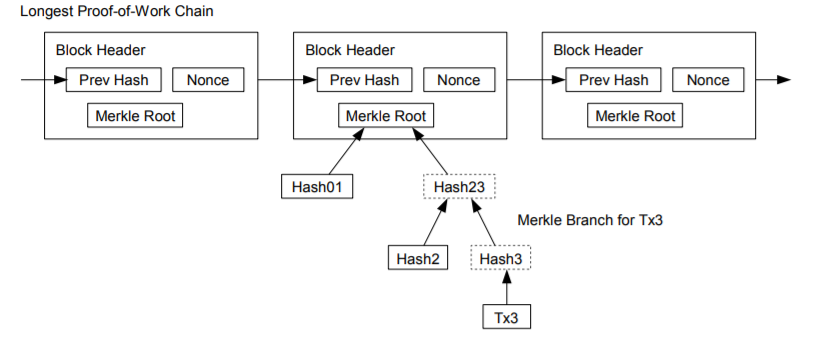 Longest Proof-of-Work Chain
Block Header
Block Header
Block Header
Prev Hash
Nonce
Prev Hash
Nonce
Prev Hash
Nonce
Merkle Root
Merkle Root
Merkle Root
Hash01
Hash23
Merkle Branch for Tx3
Hash2
Hash3
Tx3